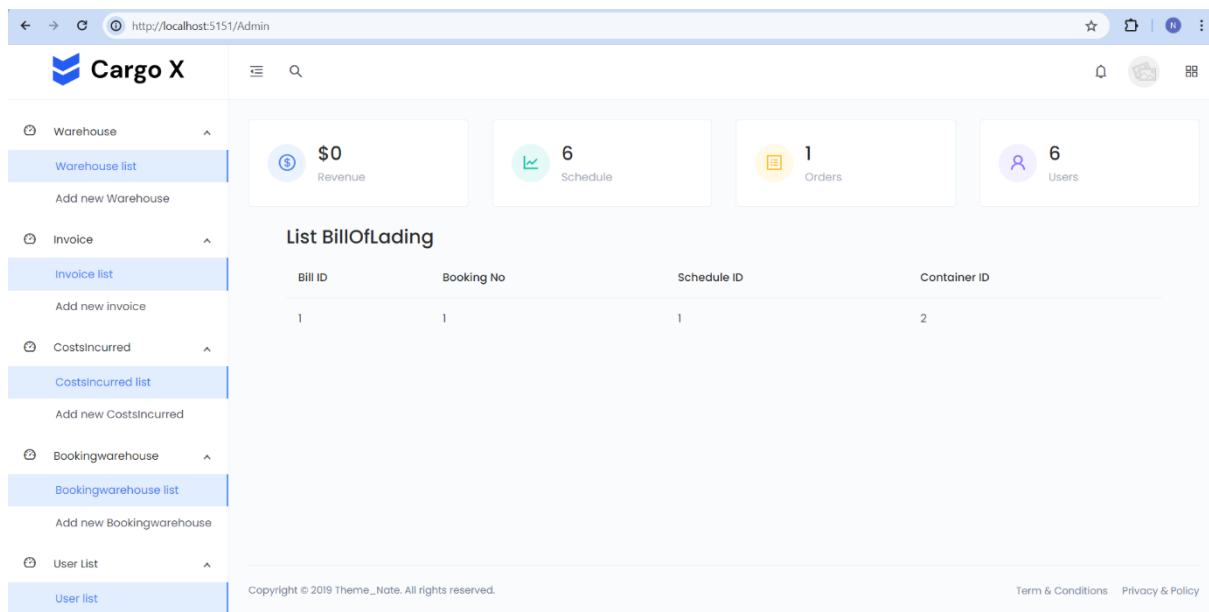 http://localhost:5151/Admin
N
Cargo X
Warehouse
Warehouse list
Add new Warehouse
Invoice
Invoice list
Add new invoice
CostsIncurred
CostsIncurred list
Add new CostsIncurred
Bookingwarehouse
Bookingwarehouse list
Add new Bookingwarehouse
User List
User list
$0
Revenue
6
Schedule
1
Orders
6
Users
List BillOfLading
Bill ID Booking No Schedule ID Container ID
1 1 1 2
Copyright © 2019 Theme_Nate. All rights reserved. Term & Conditions Privacy & Policy